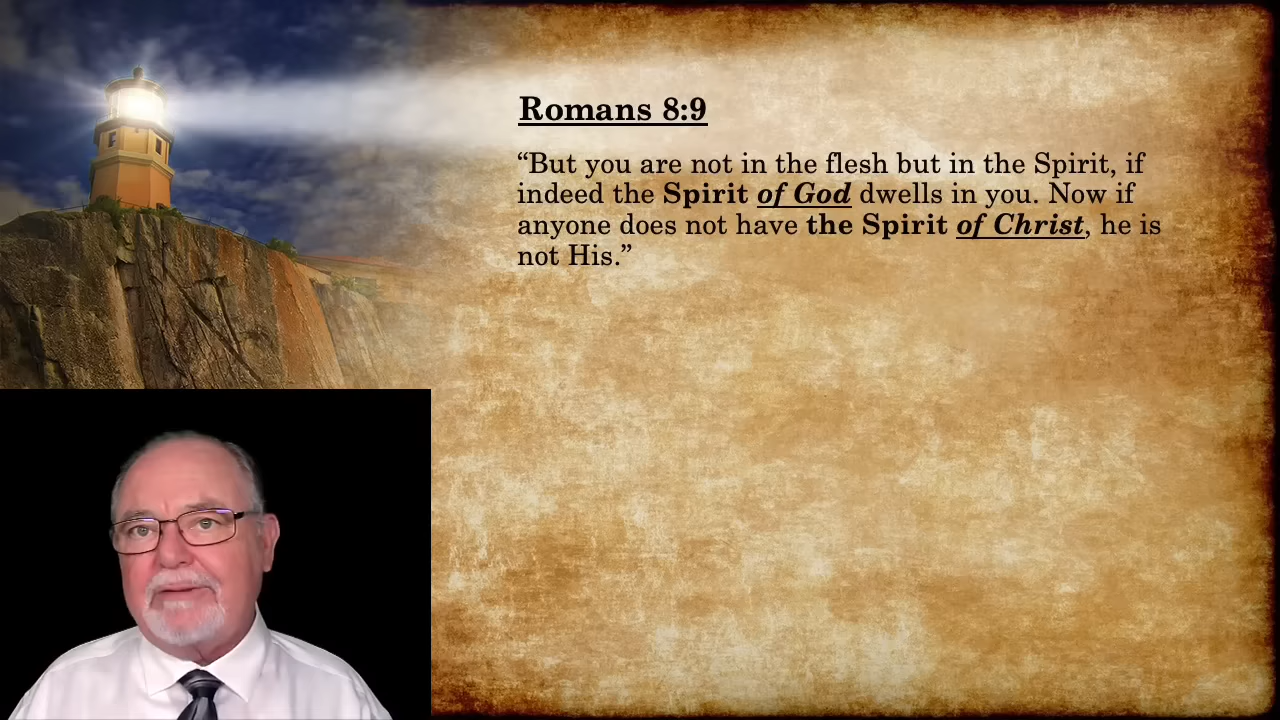 Romans 8:9
“But you are not in the flesh but in the Spirit, if
indeed the Spirit of God dwells in you. Now if
anyone does not have the Spirit of Christ, he is
not His.”